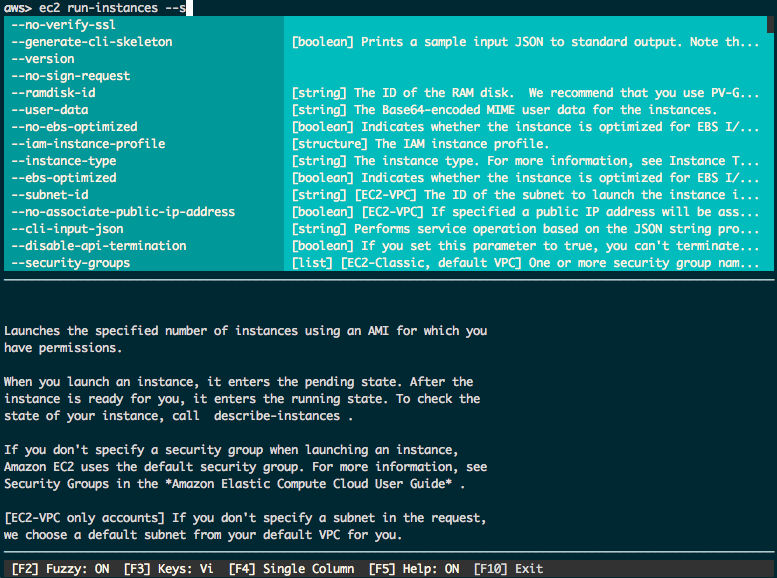 aws> ec2 run-instances --s
--no-verify-ssl
--generate-cli-skeleton [boolean] Prints a sample input JSON to standard output. Note th...
--version
--no-sign-request
--ramdisk-id [string] The ID of the RAM disk.  We recommend that you use PV-G...
--user-data [string] The Base64-encoded MIME user data for the instances.
--no-ebs-optimized [boolean] Indicates whether the instance is optimized for EBS I/...
--iam-instance-profile [structure] The IAM instance profile.
--instance-type [string] The instance type. For more information, see Instance T...
--ebs-optimized [boolean] Indicates whether the instance is optimized for EBS I/...
--subnet-id [string] [EC2-VPC] The ID of the subnet to launch the instance i...
--no-associate-public-ip-address [boolean] [EC2-VPC] If specified a public IP address will be ass...
--cli-input-json [string] Performs service operation based on the JSON string pro...
--disable-api-termination [boolean] If you set this parameter to true, you can't terminate...
--security-groups [list] [EC2-Classic, default VPC] One or more security group nam...
Launches the specified number of instances using an AMI for which you
have permissions.
When you launch an instance, it enters the pending state. After the
instance is ready for you, it enters the running state. To check the
state of your instance, call  describe-instances .
If you don't specify a security group when launching an instance,
Amazon EC2 uses the default security group. For more information, see
Security Groups in the *Amazon Elastic Compute Cloud User Guide* .
[EC2-VPC only accounts] If you don't specify a subnet in the request,
we choose a default subnet from your default VPC for you.
[F2] Fuzzy: ON [F3] Keys: Vi [F4] Single Column [F5] Help: ON [F10] Exit